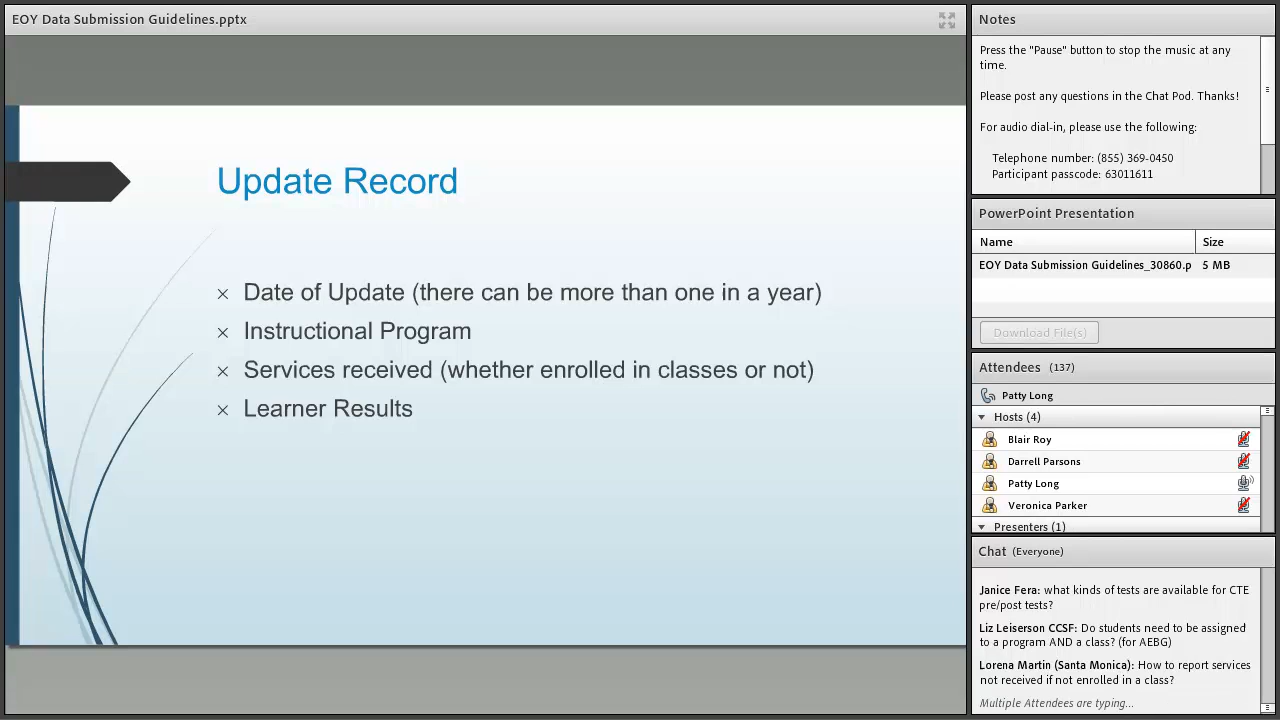 EOY Data Submission Guidelines.pptx
Update Record
× Date of Update (there can be more than one in a year)
× Instructional Program
× Services received (whether enrolled in classes or not)
× Learner Results
Notes
Press the "Pause" button to stop the music at any
time.
Please post any questions in the Chat Pod. Thanks!
For audio dial-in, please use the following:
Telephone number: (855) 369-0450
Participant passcode: 63011611
PowerPoint Presentation
Name Size
EOY Data Submission Guidelines_30860.p 5 MB
Download File(s)
Attendees (137)
Patty Long
Hosts (4)
Blair Roy
Darrell Parsons
Patty Long
Veronica Parker
Presenters (1)
Chat (Everyone)
Janice Fera: what kinds of tests are available for CTE
pre/post tests?
Liz Leiserson CCSF: Do students need to be assigned
to a program AND a class? (for AEBG)
Lorena Martin (Santa Monica): How to report services
not received if not enrolled in a class?
Multiple Attendees are typing...